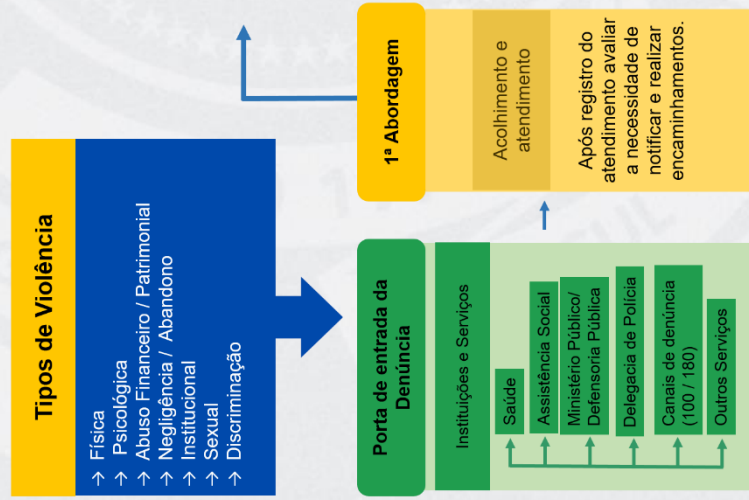 Tipos de Violência
→ Física
→ Psicológica
→ Abuso Financeiro / Patrimonial
→ Negligência / Abandono
→ Institucional
→ Sexual
→ Discriminação
Porta de entrada da
Denúncia
Instituições e Serviços
Saúde
Assistência Social
Ministério Público/
Defensoria Pública
Delegacia de Polícia
Canais de denúncia
(100 / 180)
Outros Serviços
1ª Abordagem
Acolhimento e
atendimento
Após registro do
atendimento avaliar
a necessidade de
notificar e realizar
encaminhamentos.